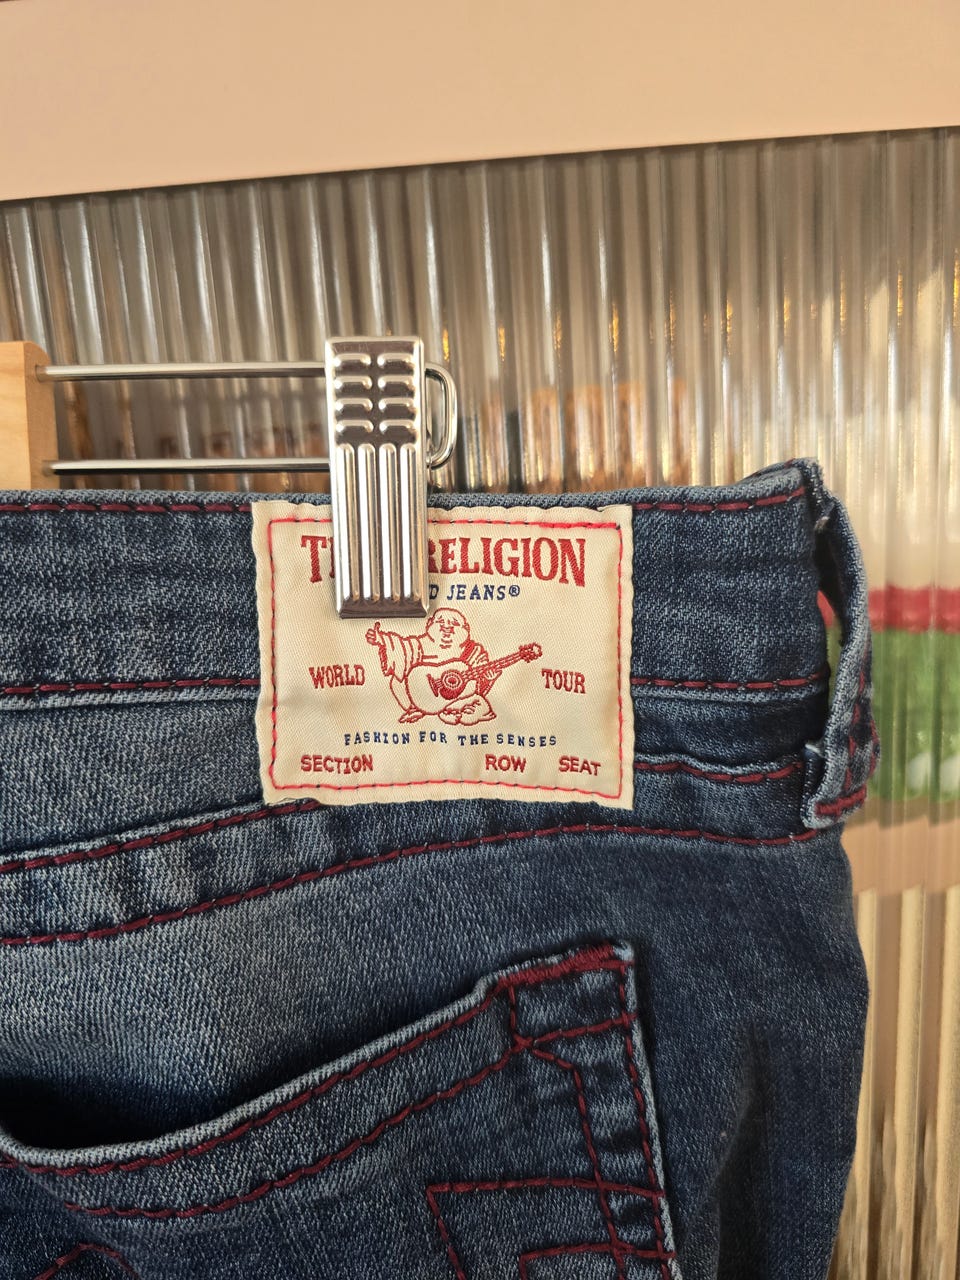 RELIGION
JEANS®
WORLD TOUR
FASHION FOR THE SENSES
SECTION ROW SEAT